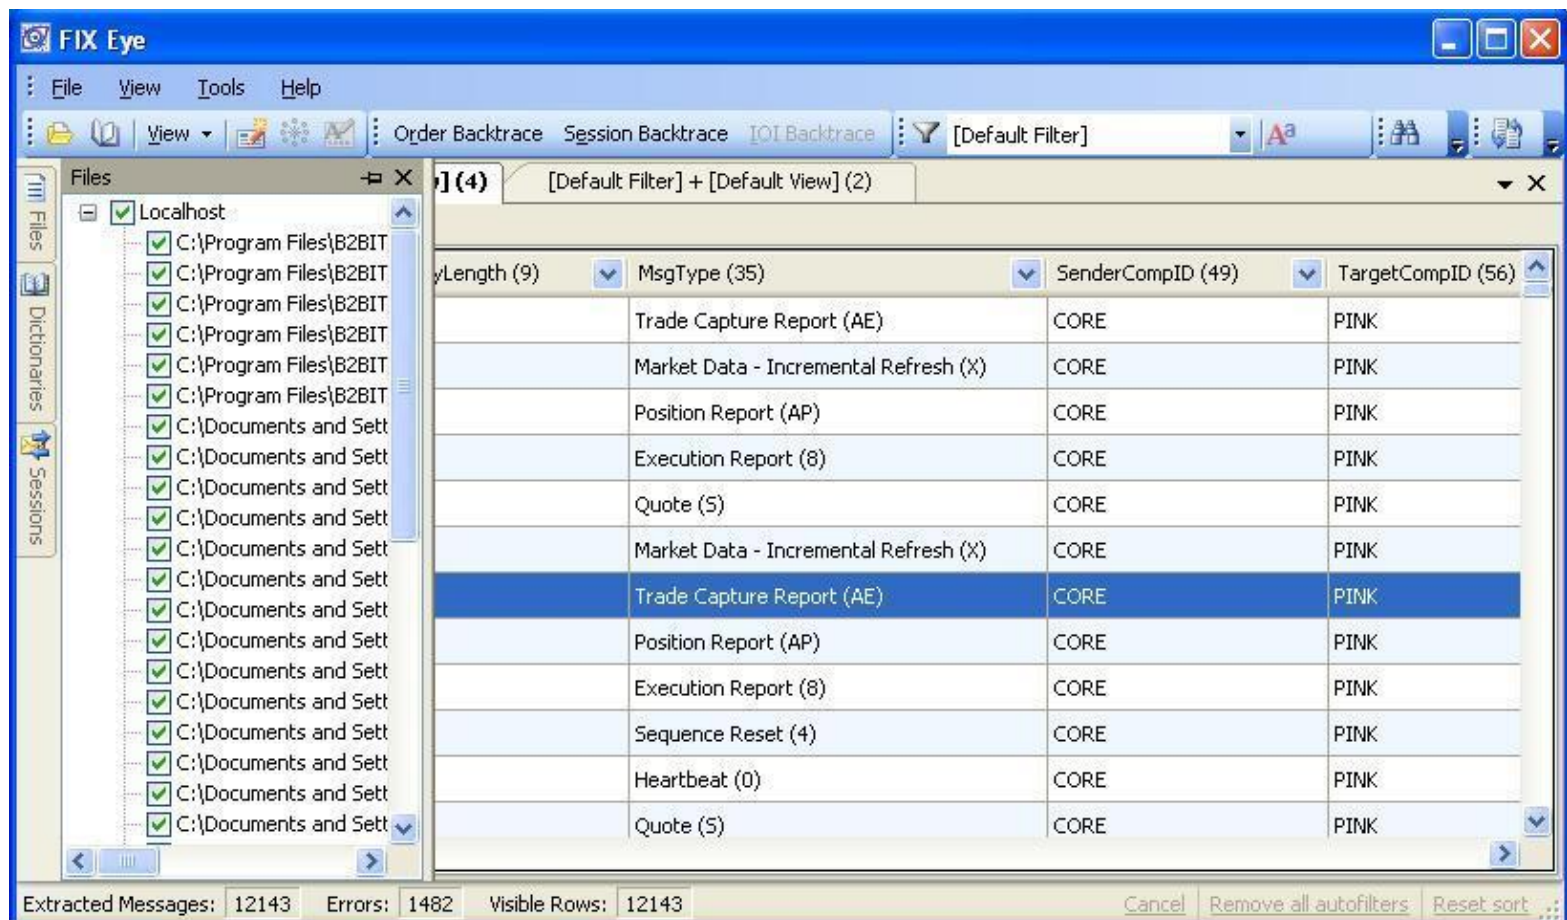 FIX Eye
File View Tools Help
View Order Backtrace Session Backtrace IOI Backtrace [Default Filter] Aa
Files
Files
Dictionaries
Sessions
](4) [Default Filter] + [Default View] (2)
Localhost
C:\Program Files\B2BIT
C:\Program Files\B2BIT
C:\Program Files\B2BIT
C:\Program Files\B2BIT
C:\Program Files\B2BIT
C:\Program Files\B2BIT
C:\Documents and Sett
C:\Documents and Sett
C:\Documents and Sett
C:\Documents and Sett
C:\Documents and Sett
C:\Documents and Sett
C:\Documents and Sett
C:\Documents and Sett
C:\Documents and Sett
C:\Documents and Sett
C:\Documents and Sett
C:\Documents and Sett
C:\Documents and Sett
C:\Documents and Sett
yLength (9) MsgType (35) SenderCompID (49) TargetCompID (56)
Trade Capture Report (AE) CORE PINK
Market Data - Incremental Refresh (X) CORE PINK
Position Report (AP) CORE PINK
Execution Report (8) CORE PINK
Quote (S) CORE PINK
Market Data - Incremental Refresh (X) CORE PINK
Trade Capture Report (AE) CORE PINK
Position Report (AP) CORE PINK
Execution Report (8) CORE PINK
Sequence Reset (4) CORE PINK
Heartbeat (0) CORE PINK
Quote (S) CORE PINK
Extracted Messages: 12143 Errors: 1482 Visible Rows: 12143 Cancel Remove all autofilters Reset sort